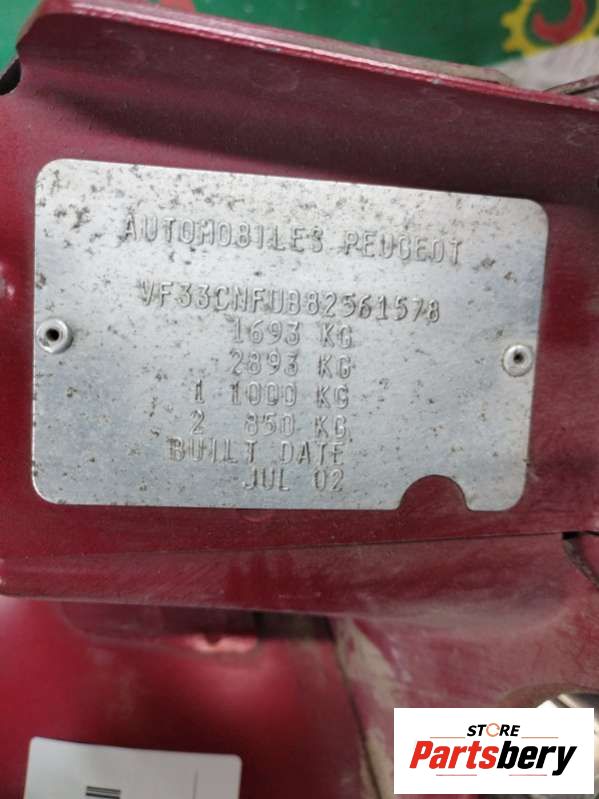 AUTOMOBILES PEUGEOT
VF33CNFUB82561578
1693 KG
2893 KG
1 1000 KG
2 850 KG
BUILT DATE
JUL 02
STORE
Partsbery